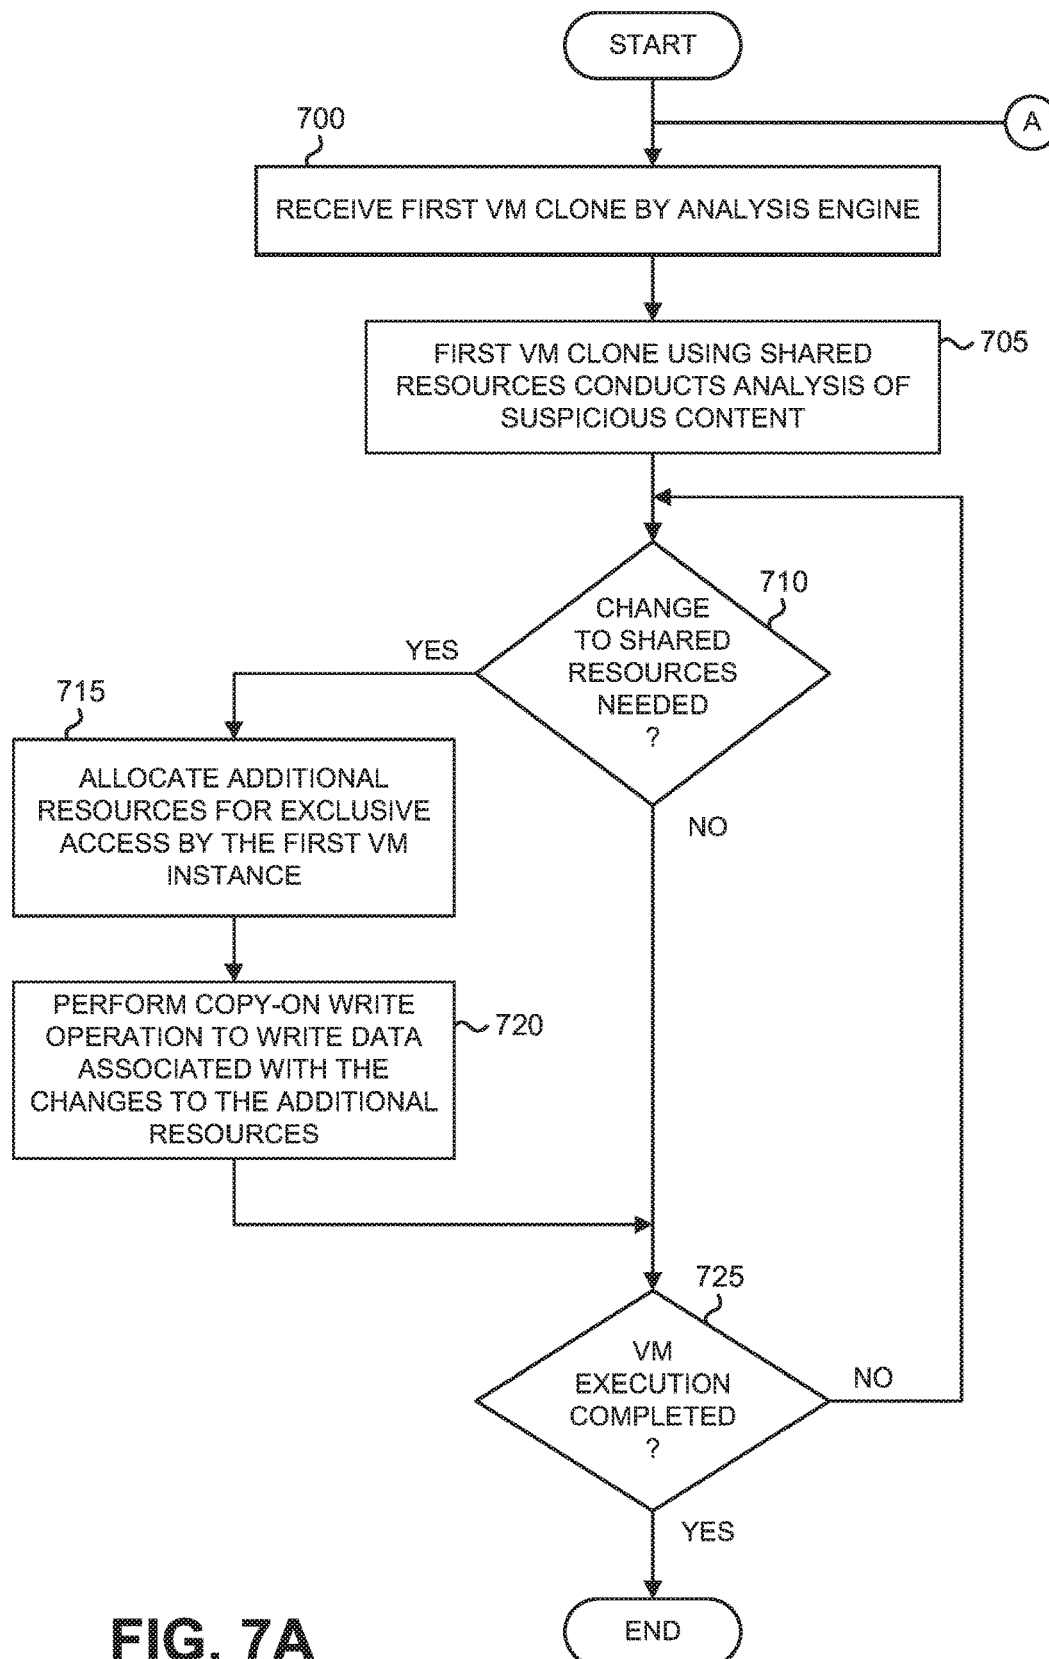 START
A
700
RECEIVE FIRST VM CLONE BY ANALYSIS ENGINE
705
FIRST VM CLONE USING SHARED
RESOURCES CONDUCTS ANALYSIS OF
SUSPICIOUS CONTENT
710
CHANGE
TO SHARED
RESOURCES
NEEDED
?
YES
NO
715
ALLOCATE ADDITIONAL
RESOURCES FOR EXCLUSIVE
ACCESS BY THE FIRST VM
INSTANCE
720
PERFORM COPY-ON WRITE
OPERATION TO WRITE DATA
ASSOCIATED WITH THE
CHANGES TO THE ADDITIONAL
RESOURCES
725
VM
EXECUTION
COMPLETED
?
NO
YES
END
FIG. 7A